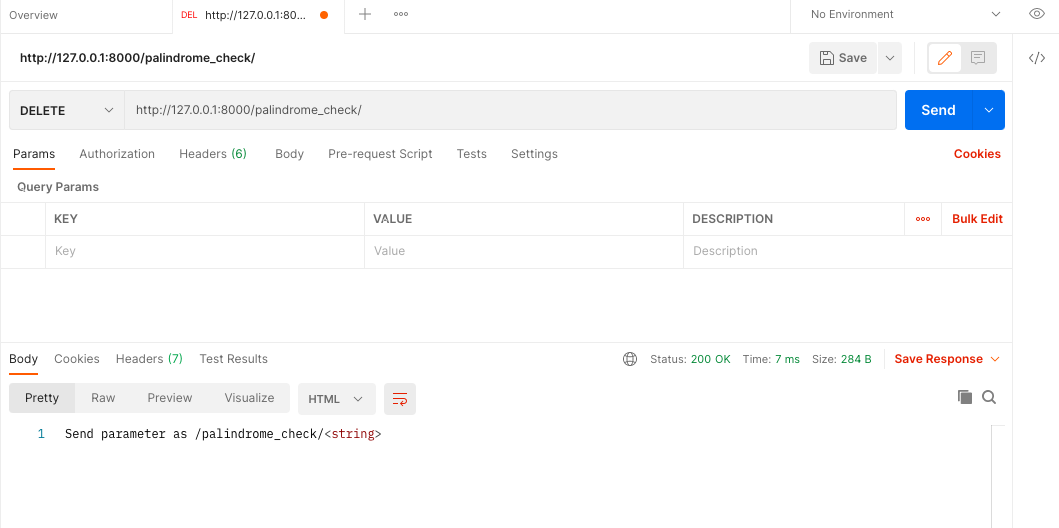 Overview DEL http://127.0.0.1:80... No Environment
http://127.0.0.1:8000/palindrome_check/ Save </>
DELETE http://127.0.0.1:8000/palindrome_check/ Send
Params Authorization Headers (6) Body Pre-request Script Tests Settings Cookies
Query Params
KEY VALUE DESCRIPTION Bulk Edit
Key Value Description
Body Cookies Headers (7) Test Results Status: 200 OK Time: 7 ms Size: 284 B Save Response
Pretty Raw Preview Visualize HTML
1 Send parameter as /palindrome_check/<string>